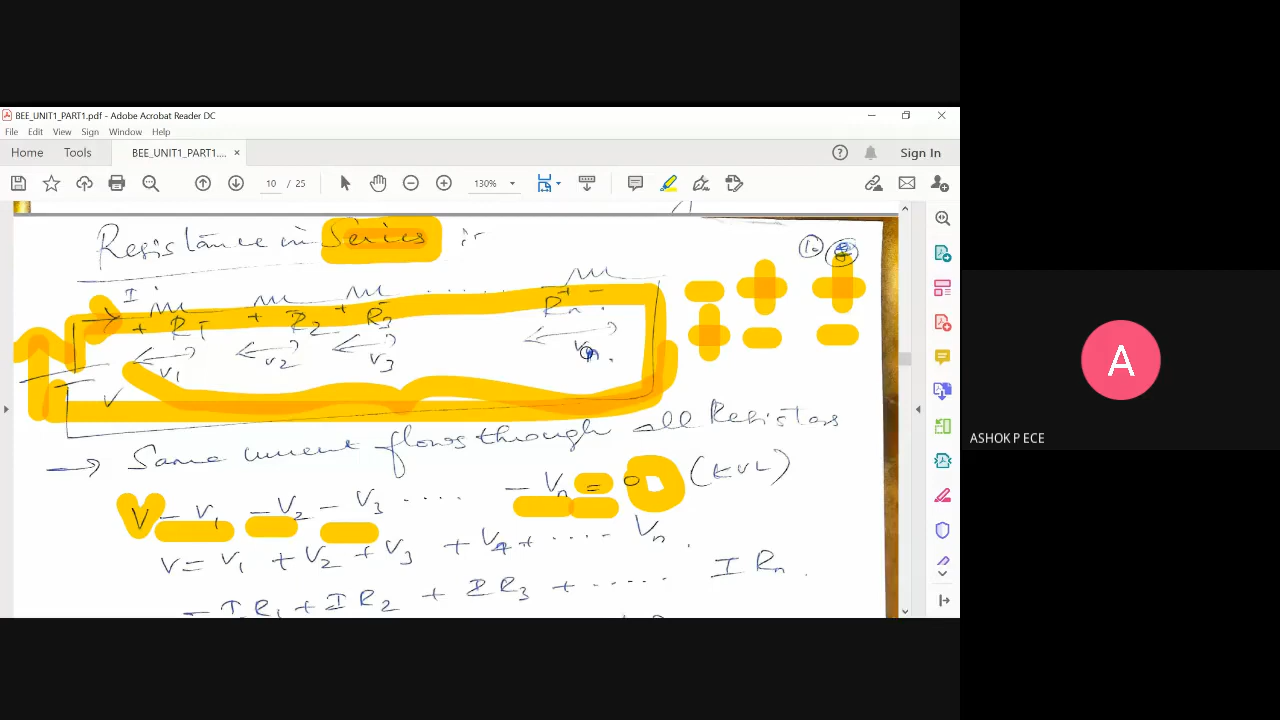 BEE_UNIT1_PART1.pdf - Adobe Acrobat Reader DC
File Edit View Sign Window Help
Home Tools BEE_UNIT1_PART1.... × Sign In
10 / 25 130%
Resistance in Series :-
10
I
+ R1 - + R2 + R3 ........ Rn + -
V1 V2 V3
V
→ Same current flows through all Resistors
V - V1 - V2 - V3 .... - Vn = 0 (KVL)
V = V1 + V2 + V3 + V4 + .... Vn.
= IR1 + IR2 + IR3 + ...... IRn.
A
ASHOK P ECE